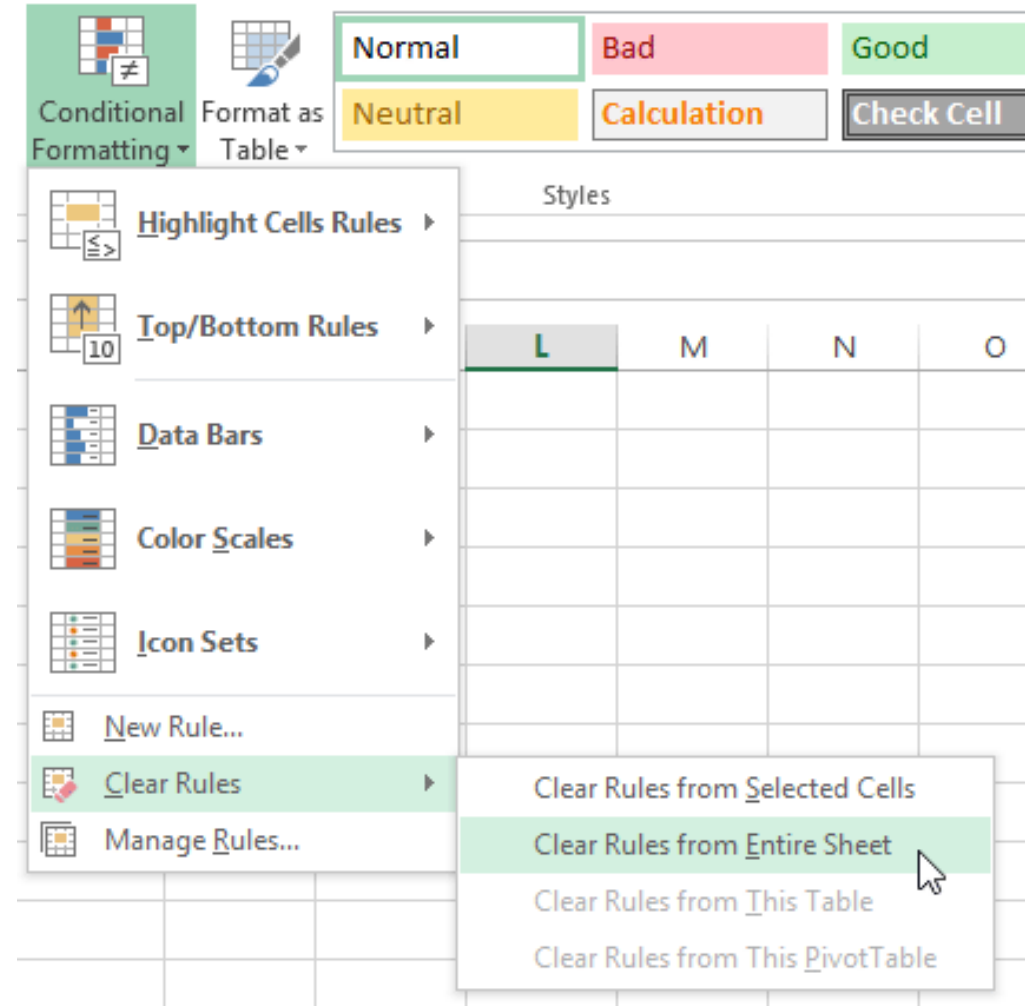 Normal Bad Good
Conditional Formatting Format as Table Neutral Calculation Check Cell
Styles
Highlight Cells Rules
≠
≤ ≥
Top/Bottom Rules
10
L M N O
Data Bars
Color Scales
Icon Sets
New Rule...
Clear Rules
Manage Rules...
Clear Rules from Selected Cells
Clear Rules from Entire Sheet
Clear Rules from This Table
Clear Rules from This PivotTable